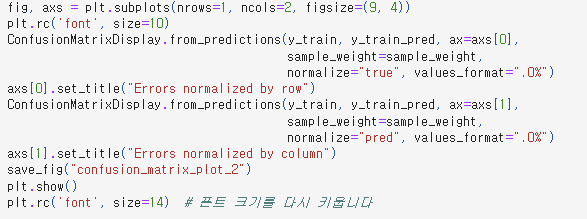 fig, axs = plt.subplots(nrows=1, ncols=2, figsize=(9, 4))
plt.rc('font', size=10)
ConfusionMatrixDisplay.from_predictions(y_train, y_train_pred, ax=axs[0],
sample_weight=sample_weight,
normalize="true", values_format=".0%")
axs[0].set_title("Errors normalized by row")
ConfusionMatrixDisplay.from_predictions(y_train, y_train_pred, ax=axs[1],
sample_weight=sample_weight,
normalize="pred", values_format=".0%")
axs[1].set_title("Errors normalized by column")
save_fig("confusion_matrix_plot_2")
plt.show()
plt.rc('font', size=14)  # 폰트 크기를 다시 키웁니다